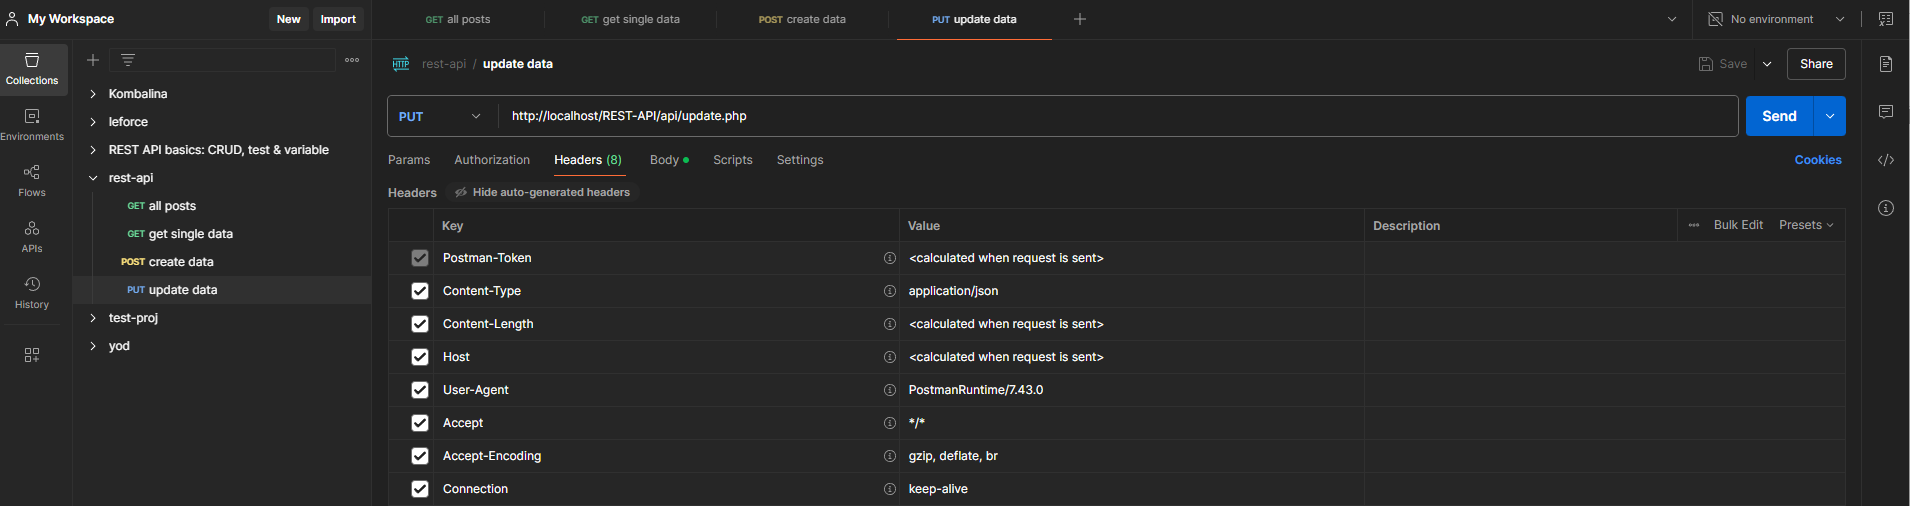 My Workspace New Import
GET all posts GET get single data POST create data PUT update data No environment
Collections
Environments
Flows
APIs
History
Kombalina
leforce
REST API basics: CRUD, test & variable
rest-api
GET all posts
GET get single data
POST create data
PUT update data
test-proj
yod
HTTP rest-api / update data Save Share
PUT http://localhost/REST-API/api/update.php Send
Params Authorization Headers (8) Body Scripts Settings Cookies
Headers Hide auto-generated headers
Key Value Description Bulk Edit Presets
Postman-Token <calculated when request is sent>
Content-Type application/json
Content-Length <calculated when request is sent>
Host <calculated when request is sent>
User-Agent PostmanRuntime/7.43.0
Accept */*
Accept-Encoding gzip, deflate, br
Connection keep-alive